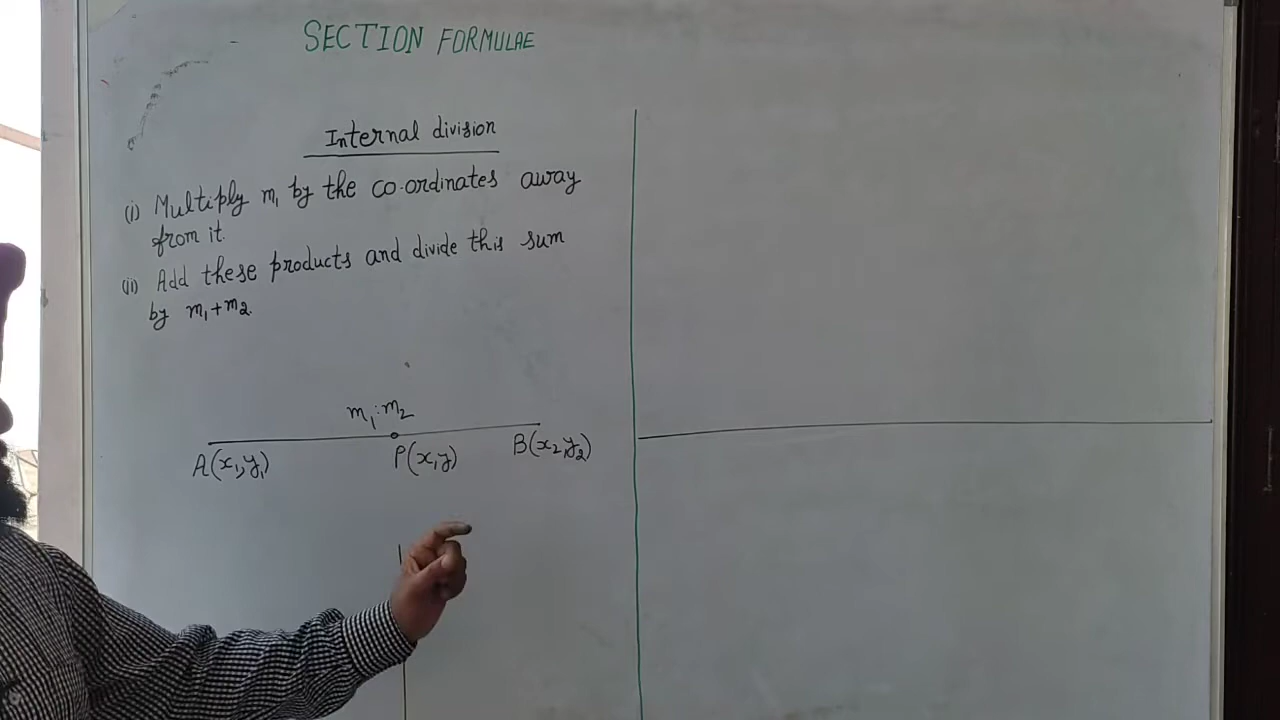 SECTION FORMULAE
Internal division
(i) Multiply m₁ by the co-ordinates away
from it.
(ii) Add these products and divide this sum
by m₁+m₂.
m₁:m₂
A(x₁,y₁) P(x,y) B(x₂,y₂)